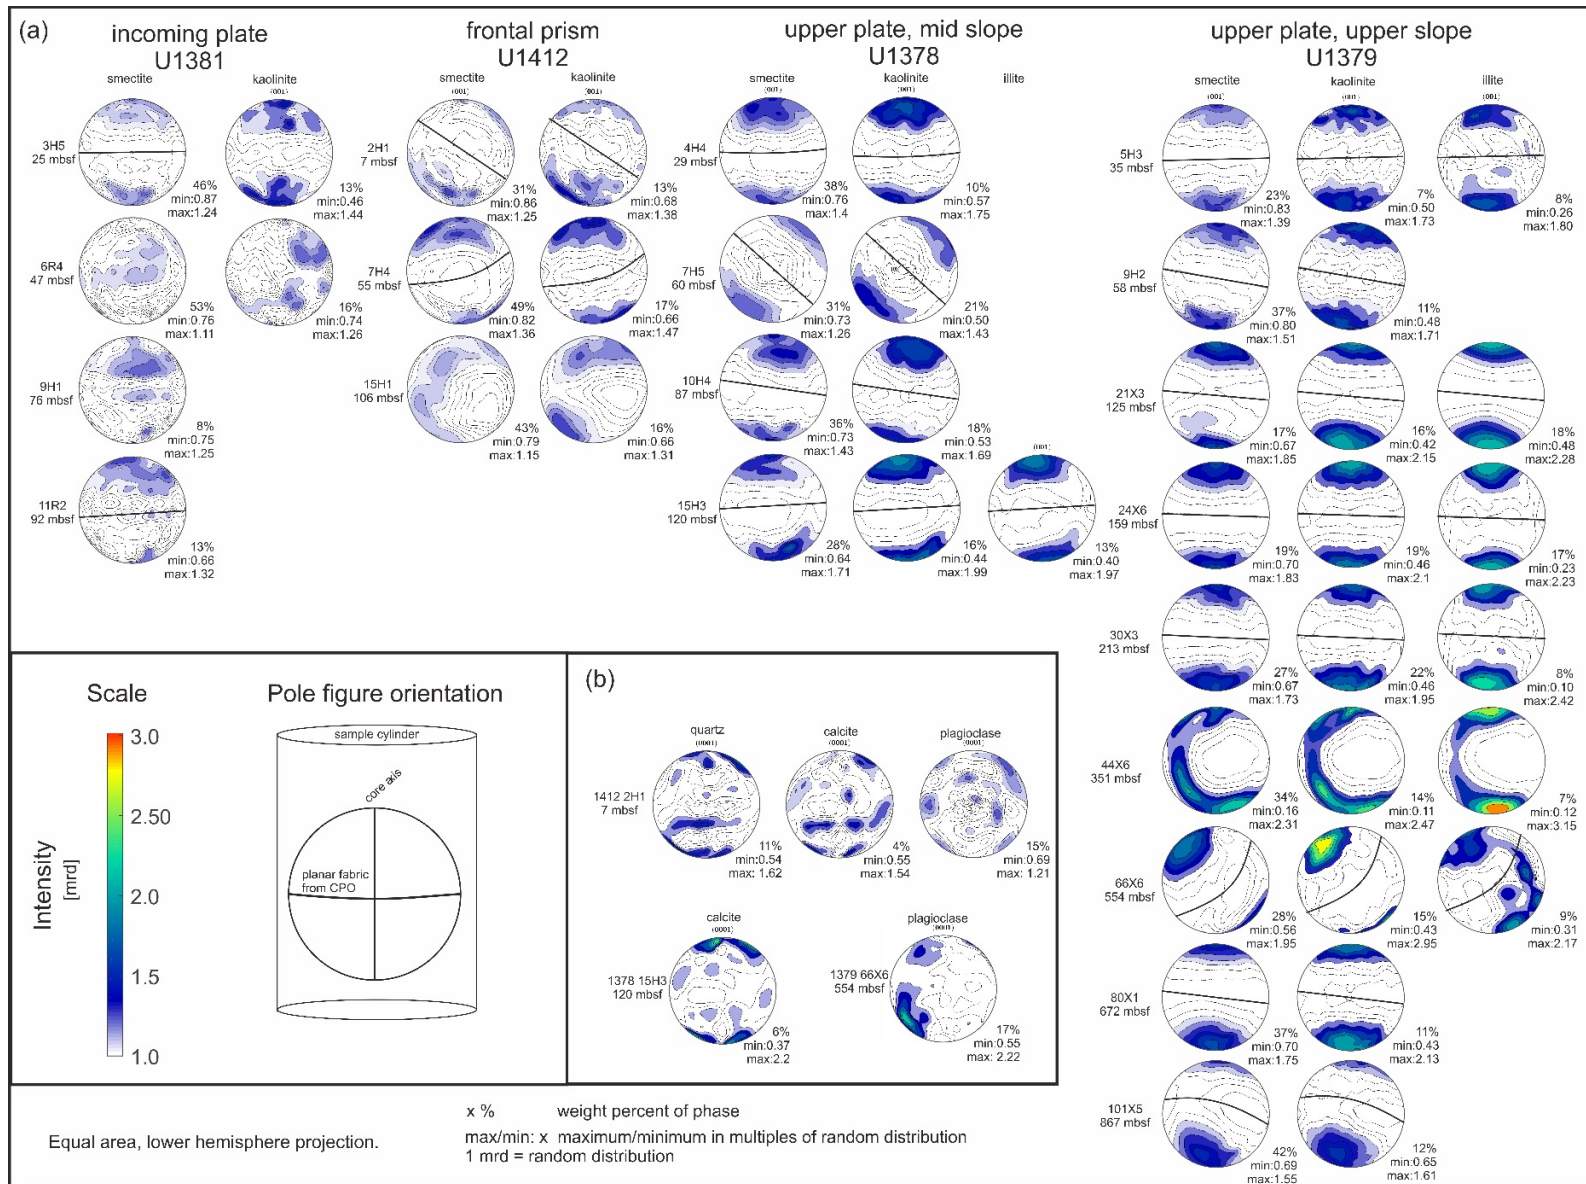 (a)
incoming plate
U1381
smectite
kaolinite
(001)
3H5
25 mbsf
46%
min:0.87
max:1.24
13%
min:0.46
max:1.44
6R4
47 mbsf
53%
min:0.76
max:1.11
16%
min:0.74
max:1.26
9H1
76 mbsf
8%
min:0.75
max:1.25
11R2
92 mbsf
13%
min:0.66
max:1.32
frontal prism
U1412
smectite
(001)
kaolinite
(001)
2H1
7 mbsf
31%
min:0.86
max:1.25
13%
min:0.68
max:1.38
7H4
55 mbsf
49%
min:0.82
max:1.36
17%
min:0.66
max:1.47
15H1
106 mbsf
43%
min:0.79
max:1.15
16%
min:0.66
max:1.31
upper plate, mid slope
U1378
smectite
(001)
kaolinite
(001)
illite
4H4
29 mbsf
38%
min:0.76
max:1.4
10%
min:0.57
max:1.75
7H5
60 mbsf
31%
min:0.73
max:1.26
21%
min:0.50
max:1.43
10H4
87 mbsf
36%
min:0.73
max:1.43
18%
min:0.53
max:1.69
15H3
120 mbsf
28%
min:0.64
max:1.71
16%
min:0.44
max:1.99
(001)
13%
min:0.40
max:1.97
upper plate, upper slope
U1379
smectite
(001)
kaolinite
(001)
illite
(001)
5H3
35 mbsf
23%
min:0.83
max:1.39
7%
min:0.50
max:1.73
8%
min:0.26
max:1.80
9H2
58 mbsf
37%
min:0.80
max:1.51
11%
min:0.48
max:1.71
21X3
125 mbsf
17%
min:0.67
max:1.85
16%
min:0.42
max:2.15
18%
min:0.48
max:2.28
24X6
159 mbsf
19%
min:0.70
max:1.83
19%
min:0.46
max:2.1
17%
min:0.23
max:2.23
30X3
213 mbsf
27%
min:0.67
max:1.73
22%
min:0.46
max:1.95
8%
min:0.10
max:2.42
44X6
351 mbsf
34%
min:0.16
max:2.31
14%
min:0.11
max:2.47
7%
min:0.12
max:3.15
66X6
554 mbsf
28%
min:0.56
max:1.95
15%
min:0.43
max:2.95
9%
min:0.31
max:2.17
80X1
672 mbsf
37%
min:0.70
max:1.75
11%
min:0.43
max:2.13
101X5
867 mbsf
42%
min:0.69
max:1.55
12%
min:0.65
max:1.61
Scale
3.0
2.50
2.0
1.5
1.0
Intensity
[mrd]
Pole figure orientation
sample cylinder
core axis
planar fabric
from CPO
(b)
quartz
(0001)
calcite
(0001)
plagioclase
(0001)
1412 2H1
7 mbsf
11%
min:0.54
max: 1.62
4%
min:0.55
max:1.54
15%
min:0.69
max:1.21
calcite
(0001)
plagioclase
(0001)
1378 15H3
120 mbsf
6%
min:0.37
max:2.2
1379 66X6
554 mbsf
17%
min:0.55
max: 2.22
Equal area, lower hemisphere projection.
x % weight percent of phase
max/min: x maximum/minimum in multiples of random distribution
1 mrd = random distribution